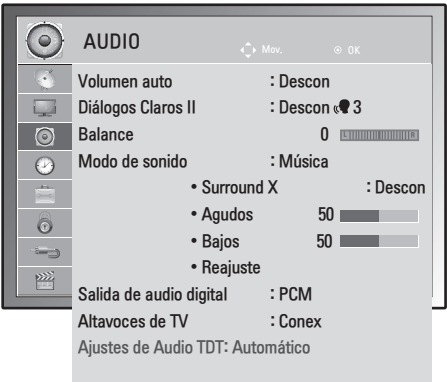 AUDIO
Mov. OK
Volumen auto : Descon
Diálogos Claros II : Descon 3
Balance 0 L R
Modo de sonido : Música
• Surround X : Descon
• Agudos 50
• Bajos 50
• Reajuste
Salida de audio digital : PCM
Altavoces de TV : Conex
Ajustes de Audio TDT: Automático